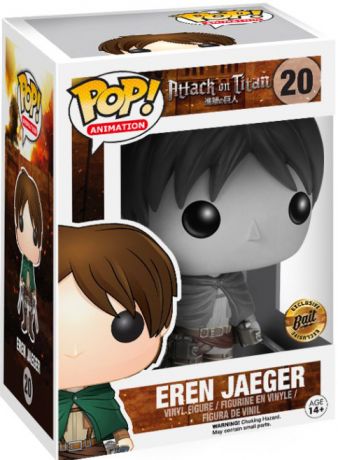 POP!
ANIMATION
Attack on Titan
進撃の巨人
20
EXCLUSIVE
Bait
EXCLUSIVE
EREN JAEGER
VINYL FIGURE / FIGURINE EN VINYLE /
FIGURA DE VINIL
WARNING! Choking Hazard.
May contain small parts.
AGE
14+
EREN JAEGER
20